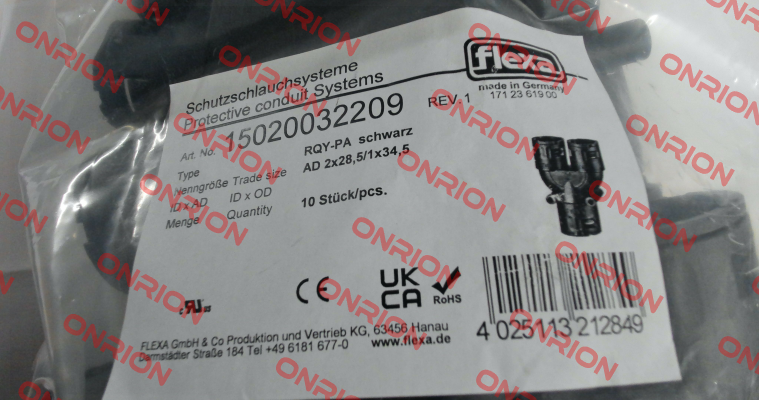 flexa
made in Germany
171 23 619 00
Schutzschlauchsysteme
Protective conduit Systems
Art. No. 15020032209 REV. 1
Type RQY-PA schwarz
Nenngröße Trade size AD 2x28,5/1x34,5
ID x AD ID x OD
Menge Quantity 10 Stück/pcs.
CE UK CA RoHS
4 025113 212849
FLEXA GmbH & Co Produktion und Vertrieb KG, 63456 Hanau
Darmstädter Straße 184 Tel +49 6181 677-0 www.flexa.de
ONRION